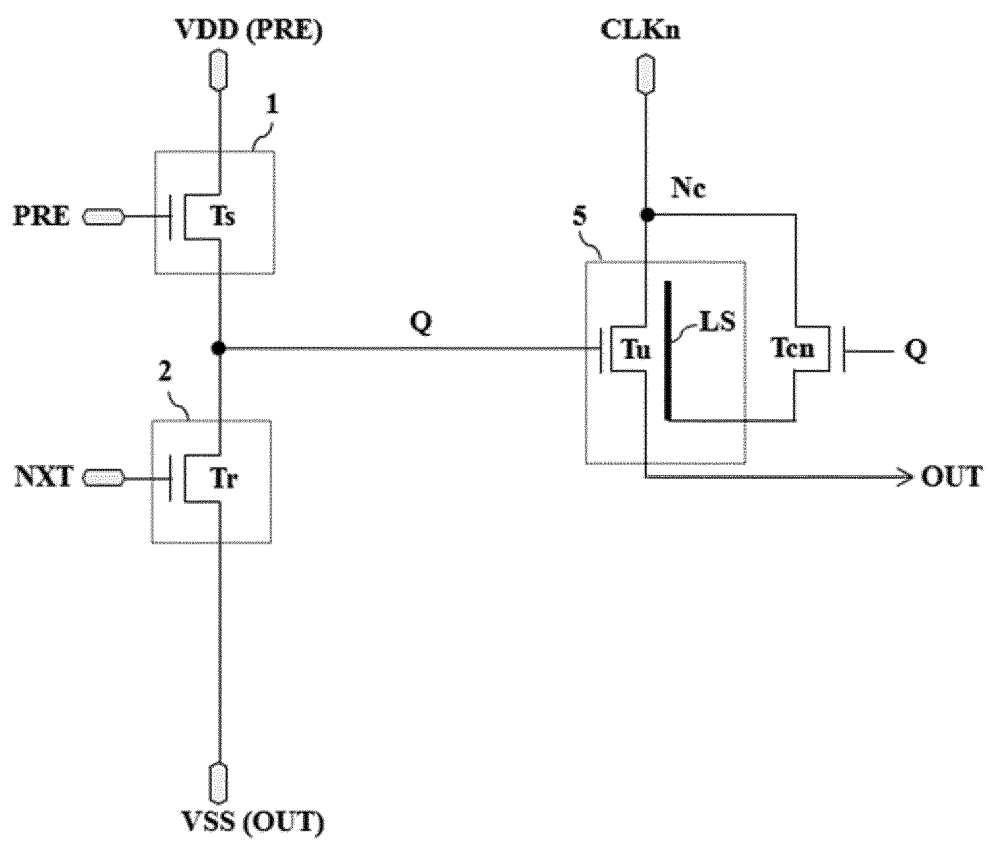 VDD (PRE)
CLKn
1
PRE
Ts
Nc
5
Q
Tu
LS
Tcn
Q
2
NXT
Tr
OUT
VSS (OUT)